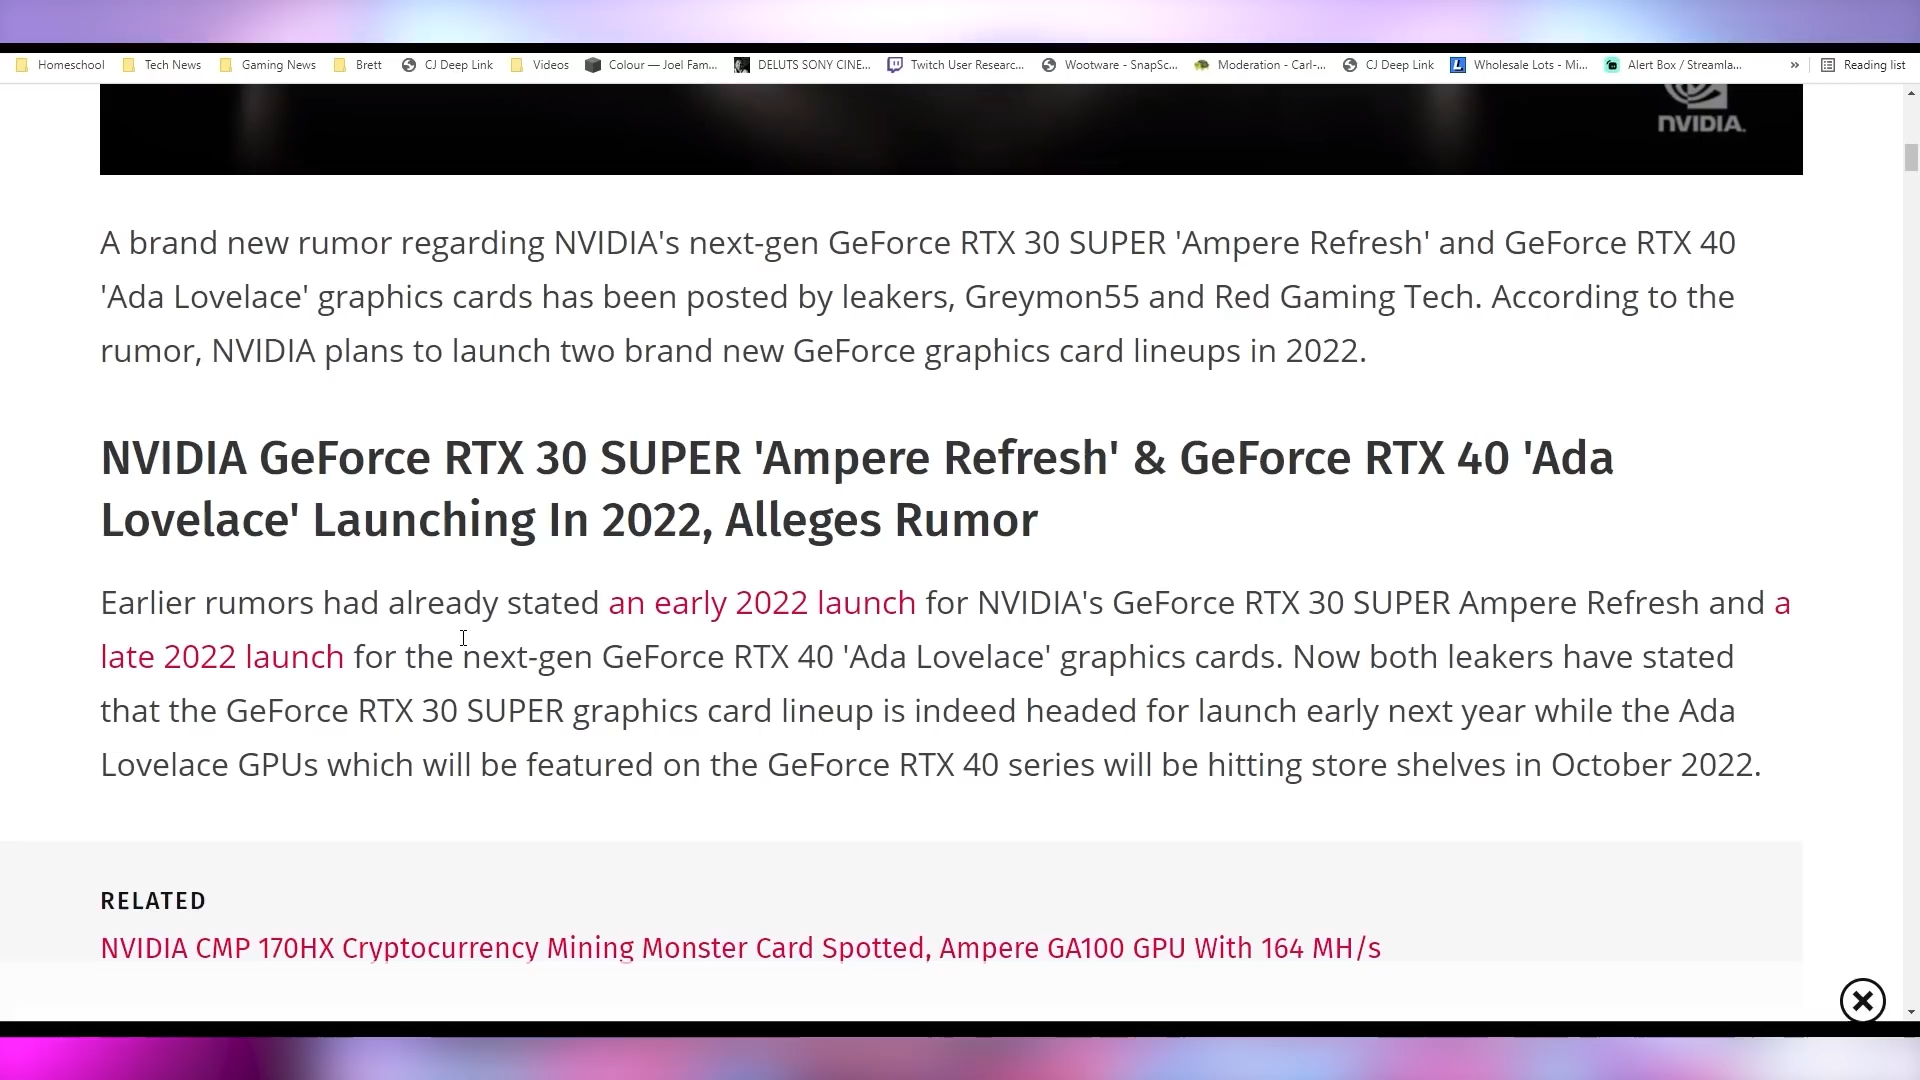 Homeschool Tech News Gaming News Brett CJ Deep Link Videos Colour — Joel Fam... DELUTS SONY CINE... Twitch User Researc... Wootware - SnapSc... Moderation - Carl-... CJ Deep Link Wholesale Lots - Mi... Alert Box / Streamla... » Reading list
NVIDIA.
A brand new rumor regarding NVIDIA's next-gen GeForce RTX 30 SUPER 'Ampere Refresh' and GeForce RTX 40
'Ada Lovelace' graphics cards has been posted by leakers, Greymon55 and Red Gaming Tech. According to the
rumor, NVIDIA plans to launch two brand new GeForce graphics card lineups in 2022.
NVIDIA GeForce RTX 30 SUPER 'Ampere Refresh' & GeForce RTX 40 'Ada
Lovelace' Launching In 2022, Alleges Rumor
Earlier rumors had already stated an early 2022 launch for NVIDIA's GeForce RTX 30 SUPER Ampere Refresh and a
late 2022 launch for the next-gen GeForce RTX 40 'Ada Lovelace' graphics cards. Now both leakers have stated
that the GeForce RTX 30 SUPER graphics card lineup is indeed headed for launch early next year while the Ada
Lovelace GPUs which will be featured on the GeForce RTX 40 series will be hitting store shelves in October 2022.
RELATED
NVIDIA CMP 170HX Cryptocurrency Mining Monster Card Spotted, Ampere GA100 GPU With 164 MH/s